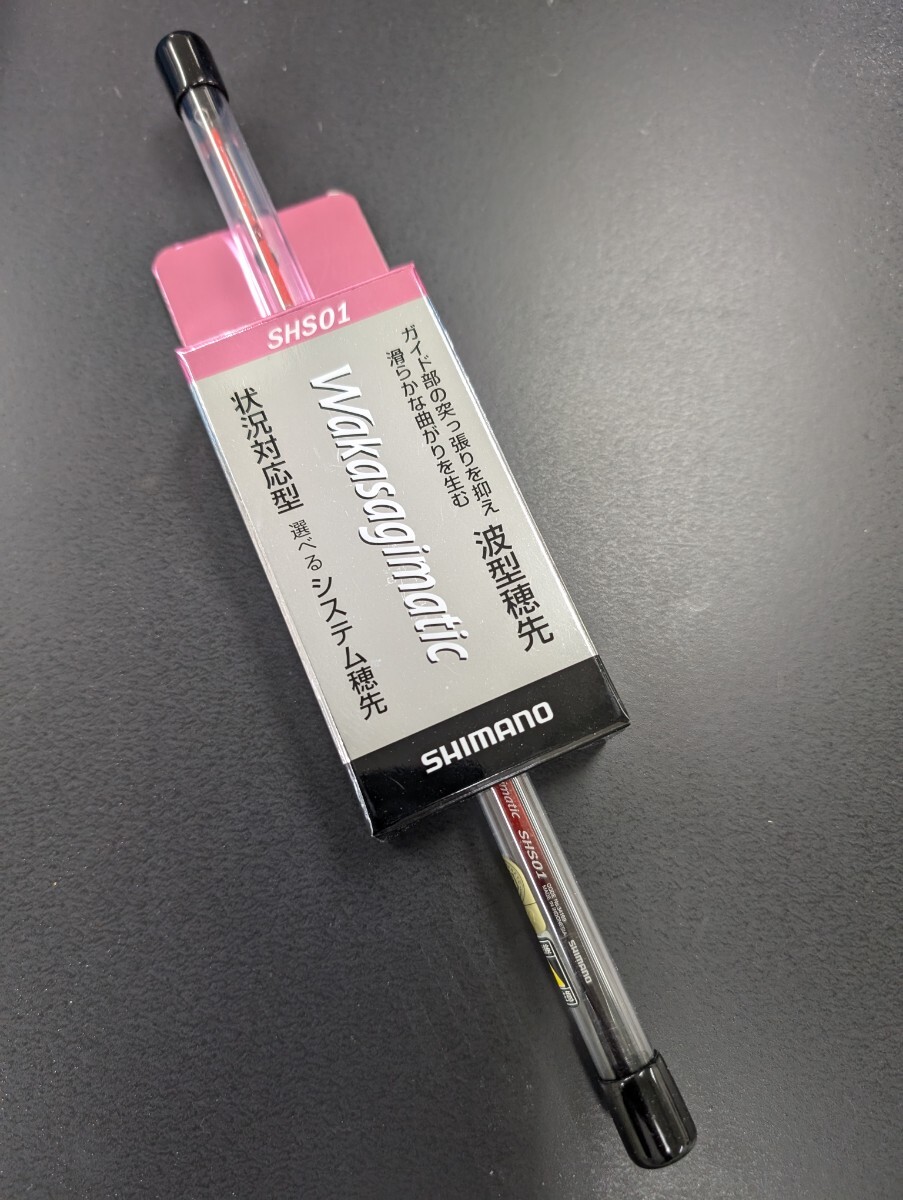 SHS01
ガイド部の突っ張りを抑え
滑らかな曲がりを生む
波型穂先
Wakasagimatic
状況対応型 選べる システム穂先
SHIMANO
matic SHS01
SHIMANO